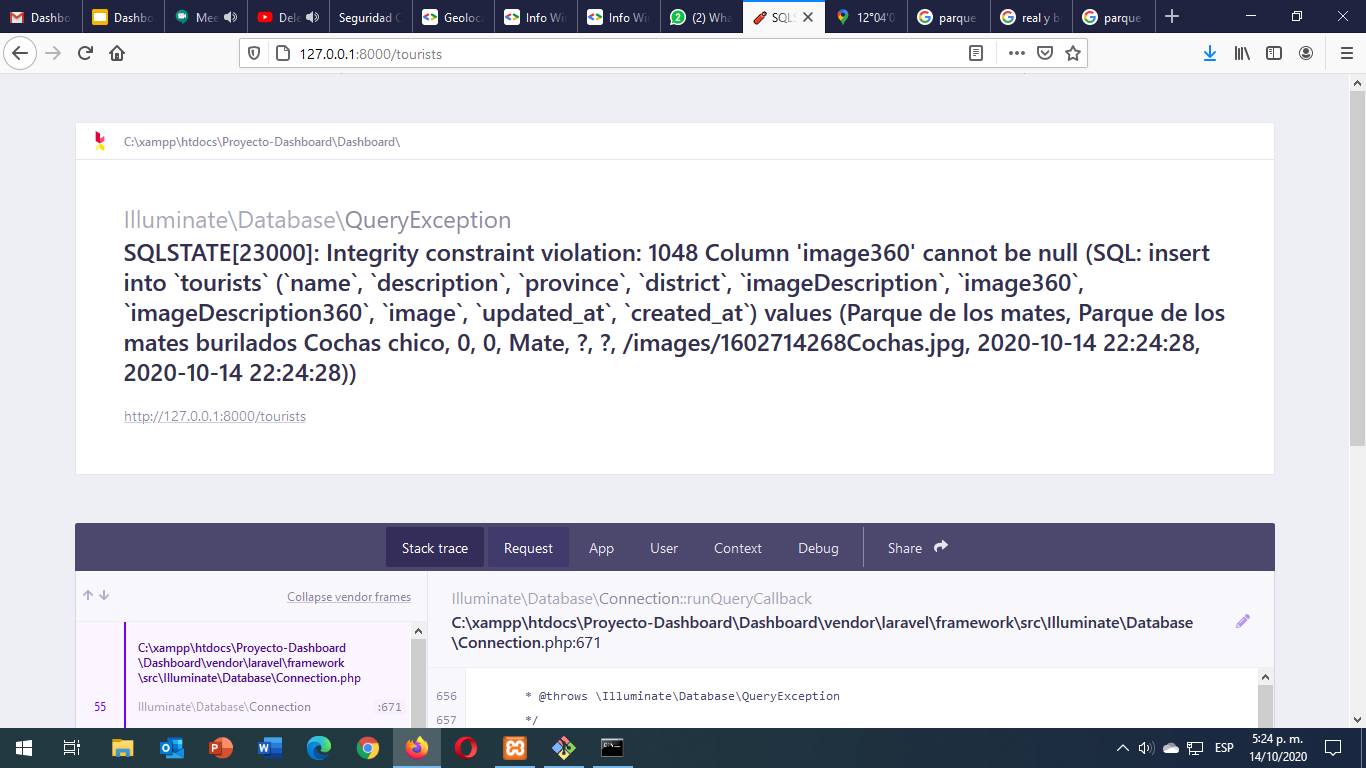 Dashbo
Dashbo
Mee
Dele
Seguridad C
Geoloca
Info Win
Info Win
(2) Wha
SQLS
12°04'0
parque
real y b
parque
127.0.0.1:8000/tourists
C:\xampp\htdocs\Proyecto-Dashboard\Dashboard\
Illuminate\Database\QueryException
SQLSTATE[23000]: Integrity constraint violation: 1048 Column 'image360' cannot be null (SQL: insert
into `tourists` (`name`, `description`, `province`, `district`, `imageDescription`, `image360`,
`imageDescription360`, `image`, `updated_at`, `created_at`) values (Parque de los mates, Parque de los
mates burilados Cochas chico, 0, 0, Mate, ?, ?, /images/1602714268Cochas.jpg, 2020-10-14 22:24:28,
2020-10-14 22:24:28))
http://127.0.0.1:8000/tourists
Stack trace
Request
App
User
Context
Debug
Share
Collapse vendor frames
C:\xampp\htdocs\Proyecto-Dashboard
\Dashboard\vendor\laravel\framework
\src\Illuminate\Database\Connection.php
55
Illuminate\Database\Connection
:671
Illuminate\Database\Connection::runQueryCallback
C:\xampp\htdocs\Proyecto-Dashboard\Dashboard\vendor\laravel\framework\src\Illuminate\Database
\Connection.php:671
656 * @throws \Illuminate\Database\QueryException
657 */
ESP
5:24 p. m.
14/10/2020